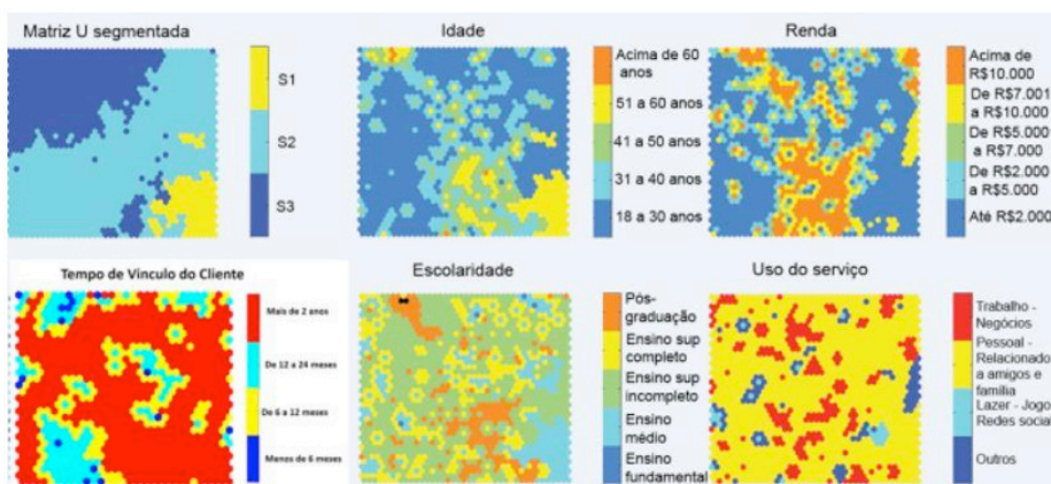 Matriz U segmentada
S1
S2
S3
Idade
Acima de 60
anos
51 a 60 anos
41 a 50 anos
31 a 40 anos
18 a 30 anos
Renda
Acima de
R$10.000
De R$7.001
a R$10.000
De R$5.000
a R$7.000
De R$2.000
a R$5.000
Até R$2.000
Tempo de Vinculo do Cliente
Mais de 2 anos
De 12 a 24 meses
De 6 a 12 meses
Menos de 6 meses
Escolaridade
Pós-
graduação
Ensino sup
completo
Ensino sup
incompleto
Ensino
médio
Ensino
fundamental
Uso do serviço
Trabalho -
Negócios
Pessoal -
Relacionado
a amigos e
família
Lazer - Jogo
Redes social
Outros